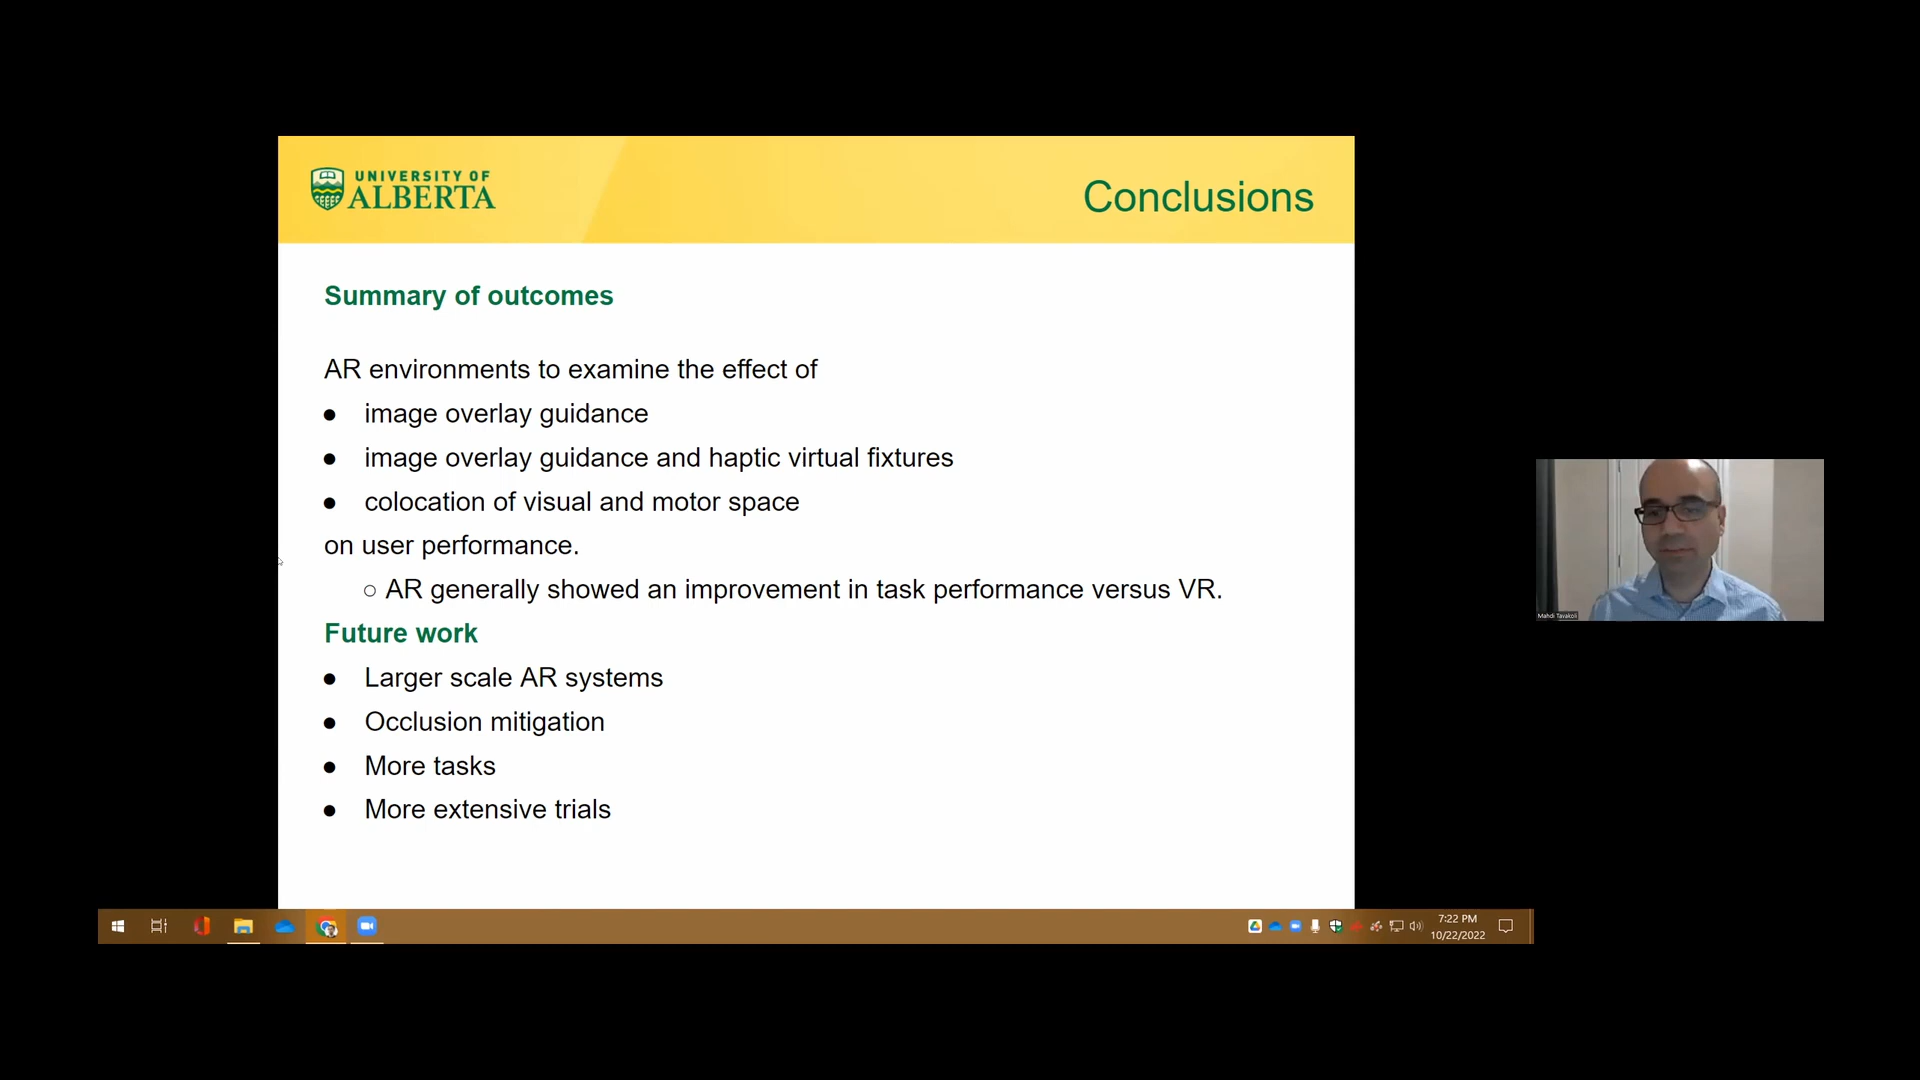 UNIVERSITY OF
ALBERTA
Conclusions
Summary of outcomes
AR environments to examine the effect of
● image overlay guidance
● image overlay guidance and haptic virtual fixtures
● colocation of visual and motor space
on user performance.
○ AR generally showed an improvement in task performance versus VR.
Future work
● Larger scale AR systems
● Occlusion mitigation
● More tasks
● More extensive trials
Mahdi Tavakoli
7:22 PM
10/22/2022